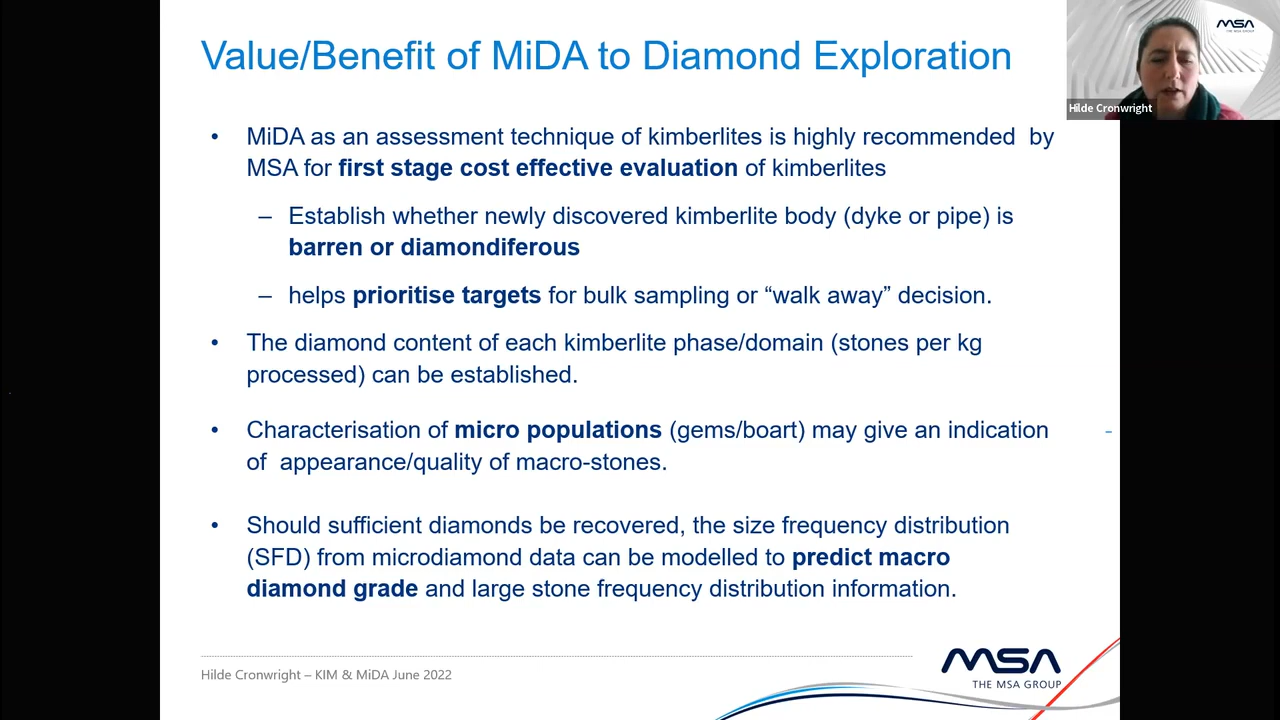 Value/Benefit of MiDA to Diamond Exploration
MSA
THE MSA GROUP
Hilde Cronwright
• MiDA as an assessment technique of kimberlites is highly recommended by
MSA for first stage cost effective evaluation of kimberlites
– Establish whether newly discovered kimberlite body (dyke or pipe) is
barren or diamondiferous
– helps prioritise targets for bulk sampling or “walk away” decision.
• The diamond content of each kimberlite phase/domain (stones per kg
processed) can be established.
• Characterisation of micro populations (gems/boart) may give an indication
of appearance/quality of macro-stones.
• Should sufficient diamonds be recovered, the size frequency distribution
(SFD) from microdiamond data can be modelled to predict macro
diamond grade and large stone frequency distribution information.
Hilde Cronwright – KIM & MiDA June 2022
MSA
THE MSA GROUP